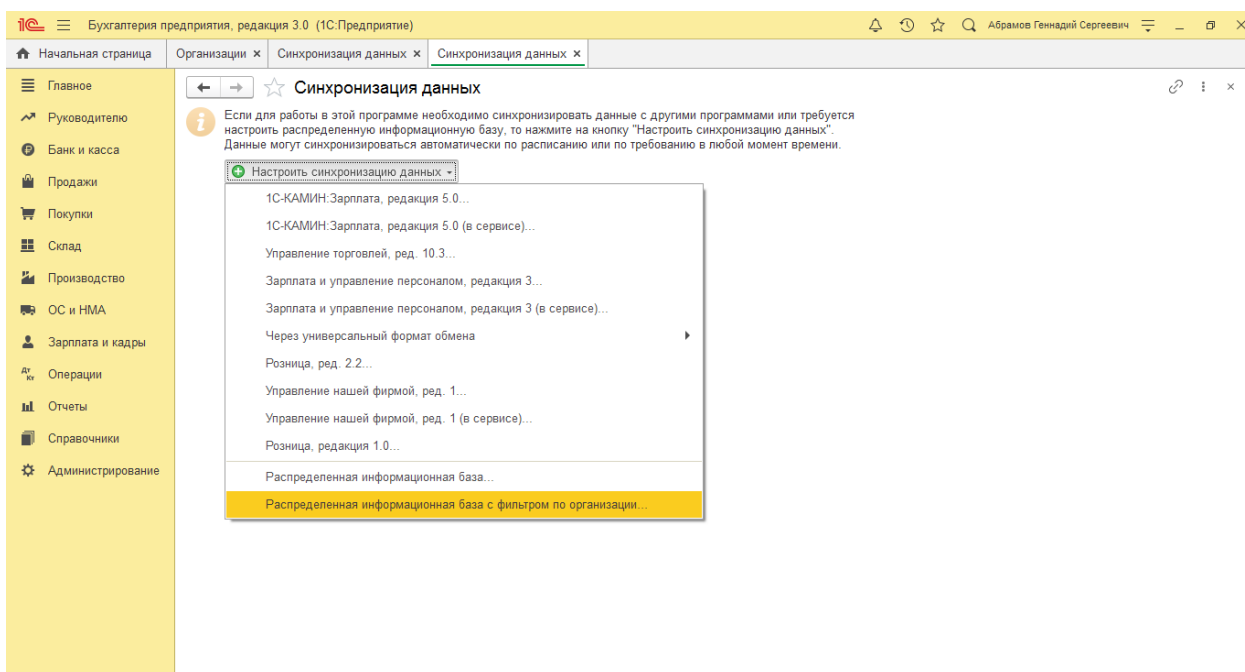 1С Бухгалтерия предприятия, редакция 3.0 (1С:Предприятие) Абрамов Геннадий Сергеевич
Начальная страница Организации × Синхронизация данных × Синхронизация данных ×
Главное
Руководителю
Банк и касса
Продажи
Покупки
Склад
Производство
ОС и НМА
Зарплата и кадры
Дт Кт Операции
Отчеты
Справочники
Администрирование
Синхронизация данных
Если для работы в этой программе необходимо синхронизировать данные с другими программами или требуется
настроить распределенную информационную базу, то нажмите на кнопку "Настроить синхронизацию данных".
Данные могут синхронизироваться автоматически по расписанию или по требованию в любой момент времени.
Настроить синхронизацию данных
1С-КАМИН:Зарплата, редакция 5.0...
1С-КАМИН:Зарплата, редакция 5.0 (в сервисе)...
Управление торговлей, ред. 10.3...
Зарплата и управление персоналом, редакция 3...
Зарплата и управление персоналом, редакция 3 (в сервисе)...
Через универсальный формат обмена
Розница, ред. 2.2...
Управление нашей фирмой, ред. 1...
Управление нашей фирмой, ред. 1 (в сервисе)...
Розница, редакция 1.0...
Распределенная информационная база...
Распределенная информационная база с фильтром по организации...